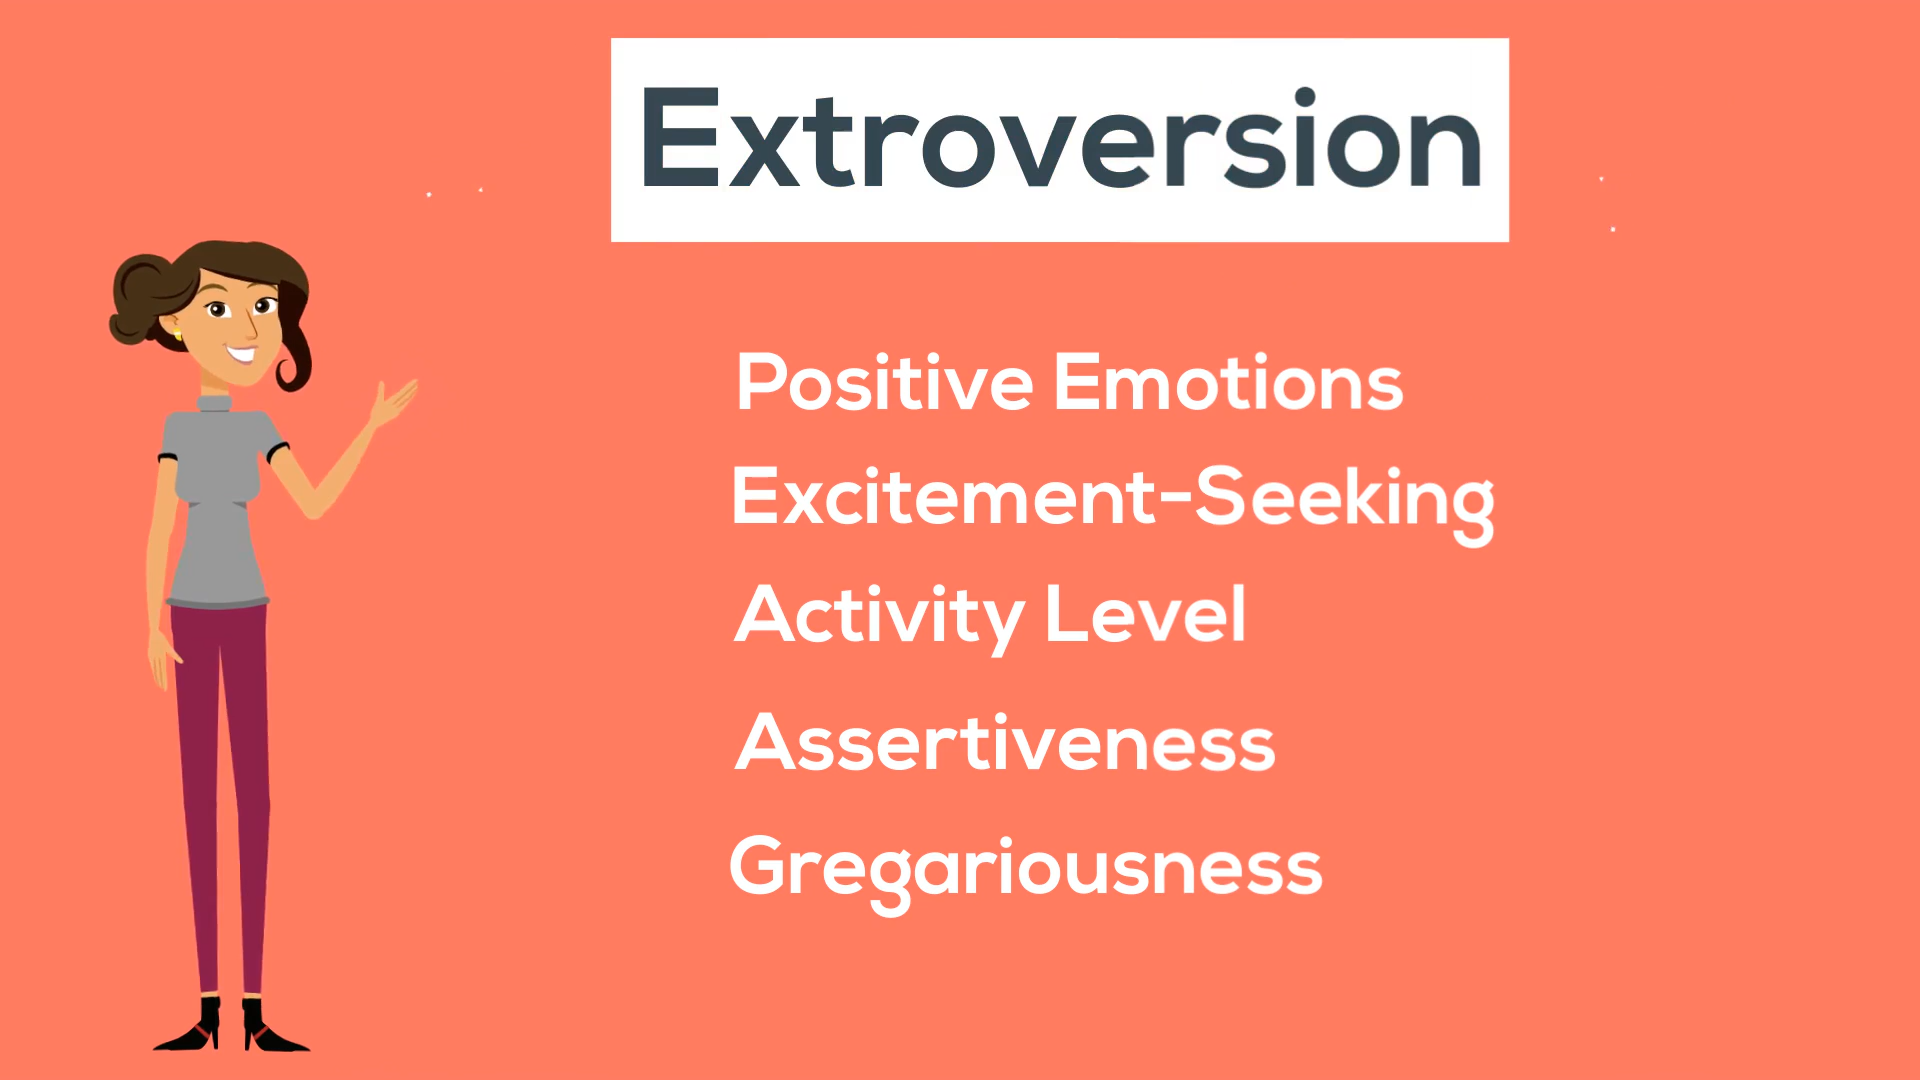 Extroversion
Positive Emotions
Excitement-Seeking
Activity Level
Assertiveness
Gregariousness